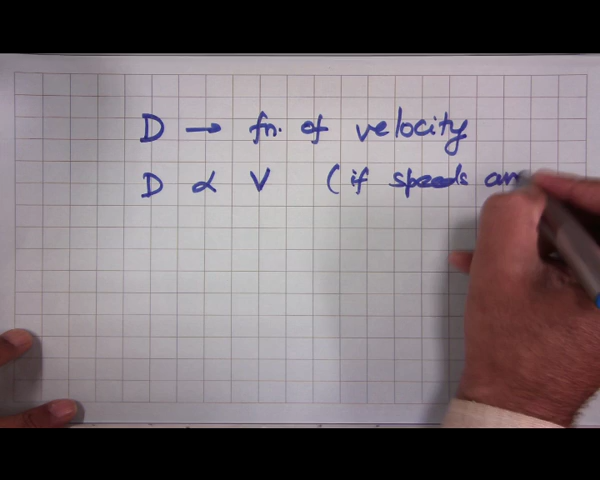 D → fn. of velocity
D ∝ V (if speeds